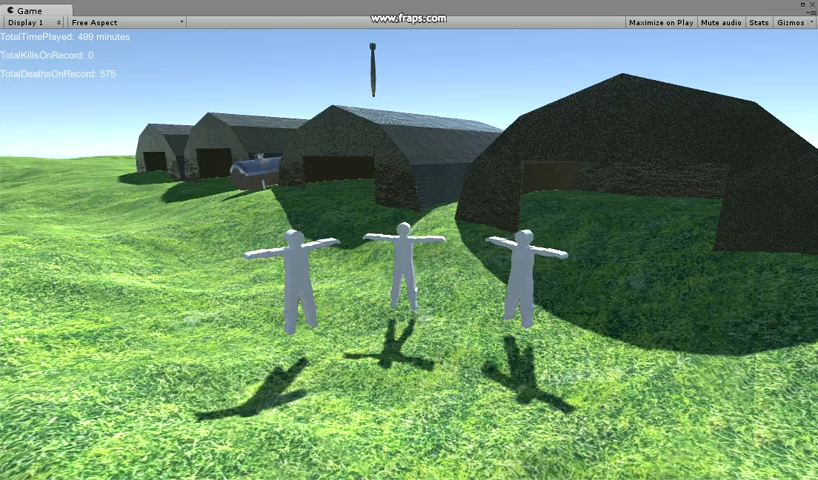 Game
www.fraps.com
Display 1
Free Aspect
Maximize on Play
Mute audio
Stats
Gizmos
TotalTimePlayed: 499 minutes
TotalKillsOnRecord: 0
TotalDeathsOnRecord: 575